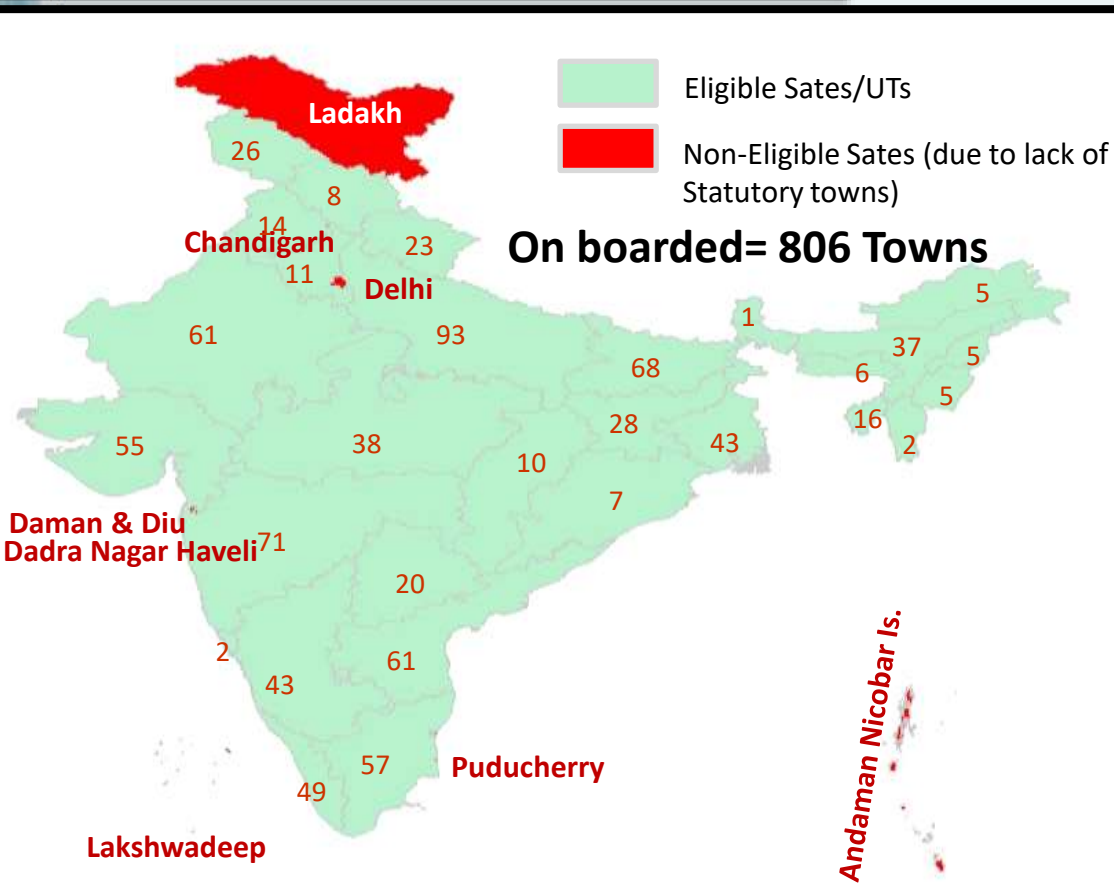 Ladakh
Eligible Sates/UTs
Non-Eligible Sates (due to lack of
Statutory towns)
26
8
14
Chandigarh
23
On boarded= 806 Towns
11
Delhi
5
1
61
93
37
5
68
6
5
28
16
55
38
43
2
10
7
Daman & Diu
71
Dadra Nagar Haveli
20
2
61
43
57
Puducherry
49
Lakshwadeep
Andaman Nicobar Is.